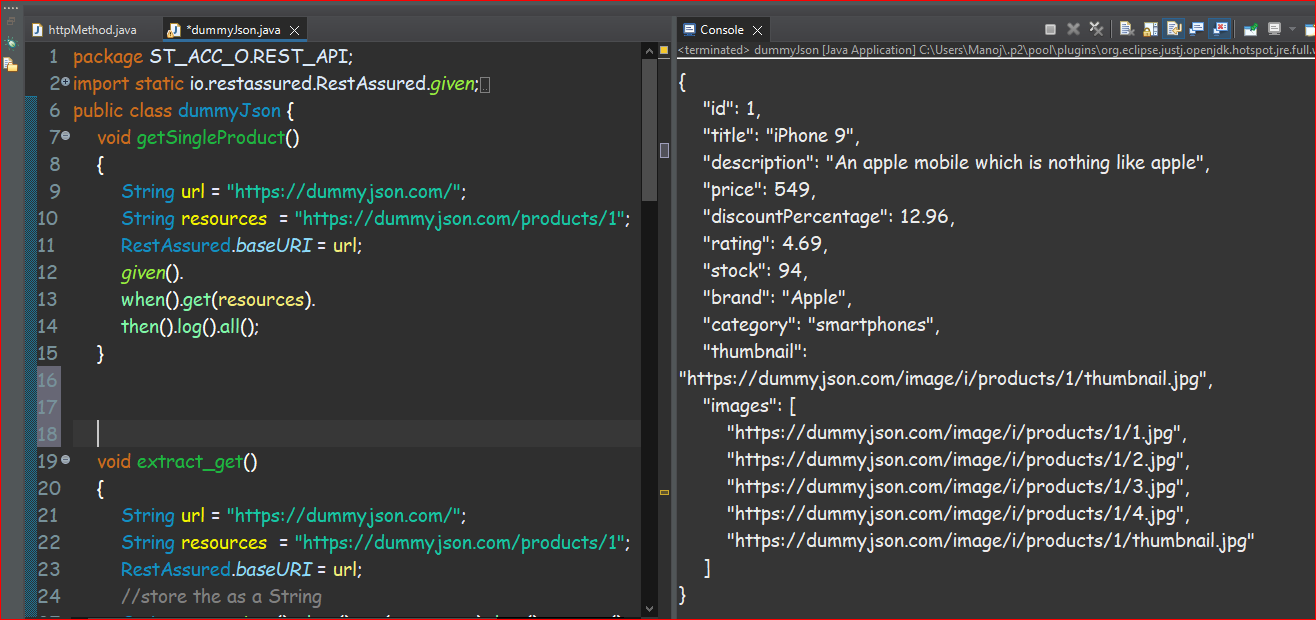 httpMethod.java
*dummyJson.java
1 package ST_ACC_O.REST_API;
2 import static io.restassured.RestAssured.given;
6 public class dummyJson {
7 void getSingleProduct()
8 {
9 String url = "https://dummyjson.com/";
10 String resources = "https://dummyjson.com/products/1";
11 RestAssured.baseURI = url;
12 given().
13 when().get(resources).
14 then().log().all();
15 }
16
17
18
19 void extract_get()
20 {
21 String url = "https://dummyjson.com/";
22 String resources = "https://dummyjson.com/products/1";
23 RestAssured.baseURI = url;
24 //store the as a String
Console
<terminated> dummyJson [Java Application] C:\Users\Manoj\.p2\pool\plugins\org.eclipse.justj.openjdk.hotspot.jre.full.
{
"id": 1,
"title": "iPhone 9",
"description": "An apple mobile which is nothing like apple",
"price": 549,
"discountPercentage": 12.96,
"rating": 4.69,
"stock": 94,
"brand": "Apple",
"category": "smartphones",
"thumbnail":
"https://dummyjson.com/image/i/products/1/thumbnail.jpg",
"images": [
"https://dummyjson.com/image/i/products/1/1.jpg",
"https://dummyjson.com/image/i/products/1/2.jpg",
"https://dummyjson.com/image/i/products/1/3.jpg",
"https://dummyjson.com/image/i/products/1/4.jpg",
"https://dummyjson.com/image/i/products/1/thumbnail.jpg"
]
}